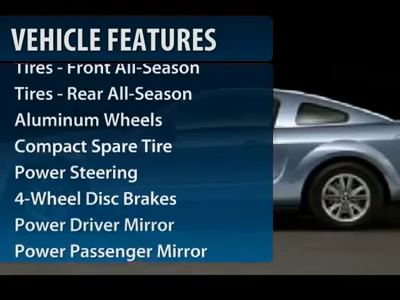 VEHICLE FEATURES
Tires - Front All-Season
Tires - Rear All-Season
Aluminum Wheels
Compact Spare Tire
Power Steering
4-Wheel Disc Brakes
Power Driver Mirror
Power Passenger Mirror